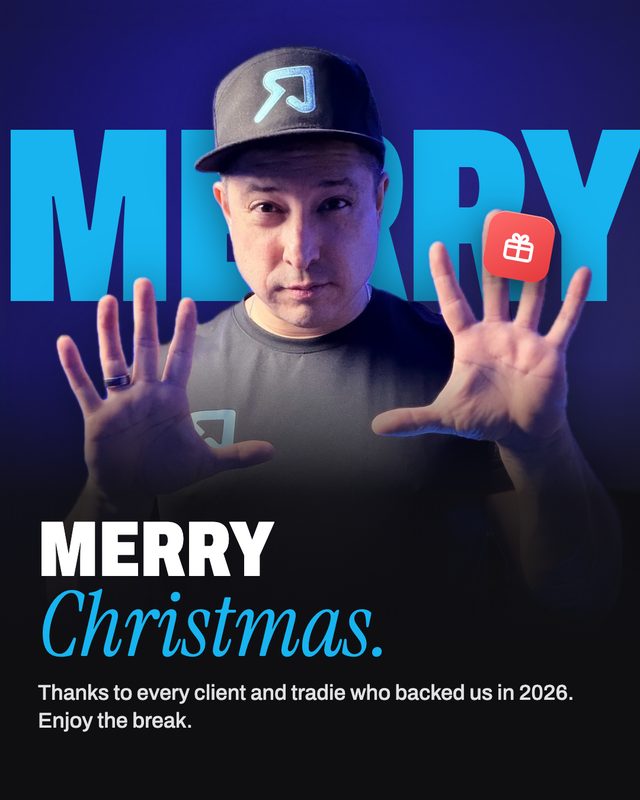 MERRY
MERRY
Christmas.
Thanks to every client and tradie who backed us in 2026.
Enjoy the break.